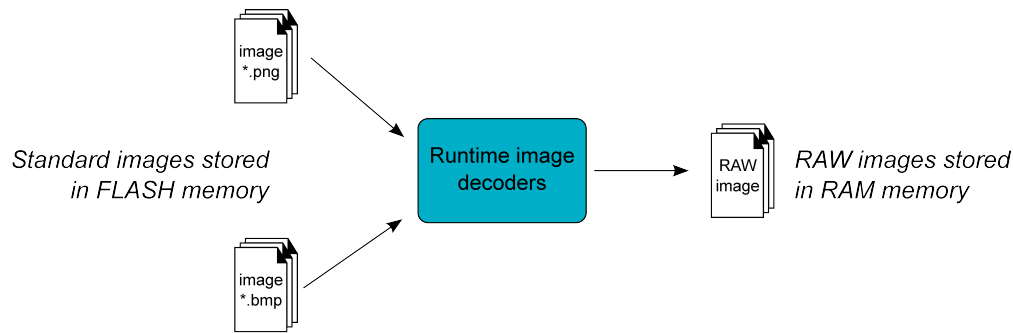 image
*.png
Standard images stored
in FLASH memory
image
*.bmp
Runtime image
decoders
RAW
image
RAW images stored
in RAM memory